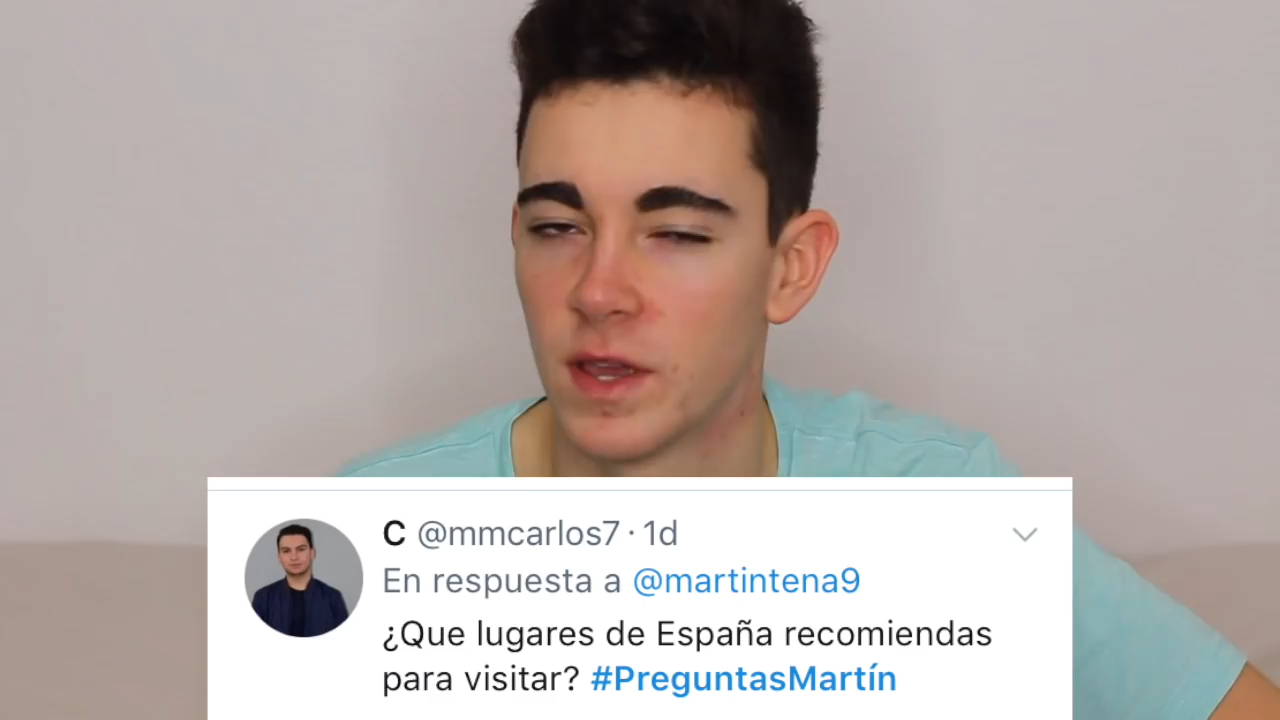 C @mmcarlos7 · 1d
En respuesta a @martintena9
¿Que lugares de España recomiendas
para visitar? #PreguntasMartín